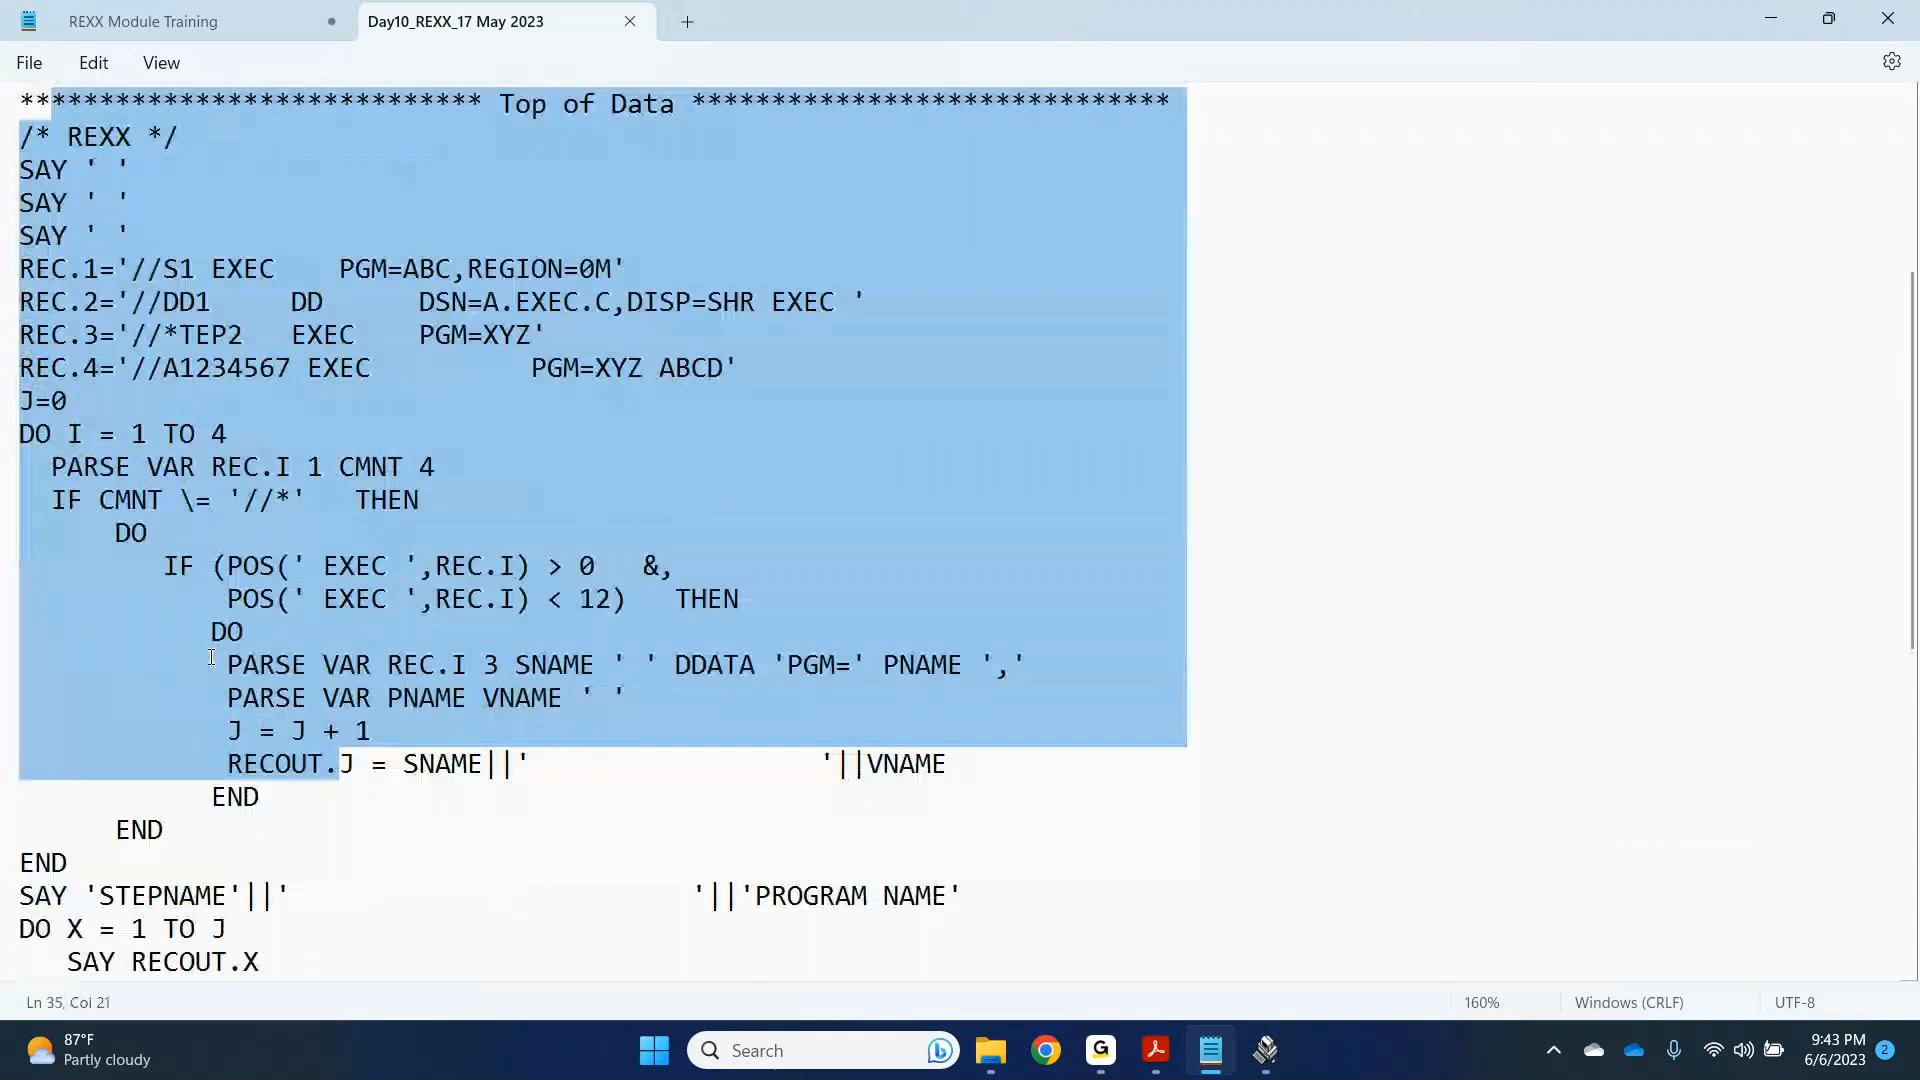 REXX Module Training
Day10_REXX_17 May 2023
File Edit View
****************************** Top of Data ******************************
/* REXX */
SAY ' '
SAY ' '
SAY ' '
REC.1='//S1 EXEC    PGM=ABC,REGION=0M'
REC.2='//DD1     DD      DSN=A.EXEC.C,DISP=SHR EXEC '
REC.3='//*TEP2   EXEC    PGM=XYZ'
REC.4='//A1234567 EXEC          PGM=XYZ ABCD'
J=0
DO I = 1 TO 4
  PARSE VAR REC.I 1 CMNT 4
  IF CMNT \= '//*'   THEN
      DO
         IF (POS(' EXEC ',REC.I) > 0   &,
             POS(' EXEC ',REC.I) < 12)   THEN
            DO
             PARSE VAR REC.I 3 SNAME ' ' DDATA 'PGM=' PNAME ','
             PARSE VAR PNAME VNAME ' '
             J = J + 1
             RECOUT.J = SNAME||'                  '||VNAME
            END
      END
END
SAY 'STEPNAME'||'                         '||'PROGRAM NAME'
DO X = 1 TO J
   SAY RECOUT.X
Ln 35, Col 21
160%
Windows (CRLF)
UTF-8
87°F
Partly cloudy
Search
G
9:43 PM
6/6/2023
2